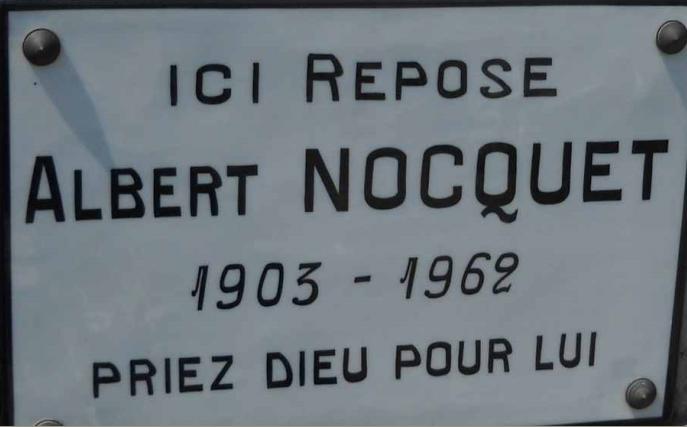 ICI REPOSE
ALBERT NOCQUET
1903 - 1962
PRIEZ DIEU POUR LUI